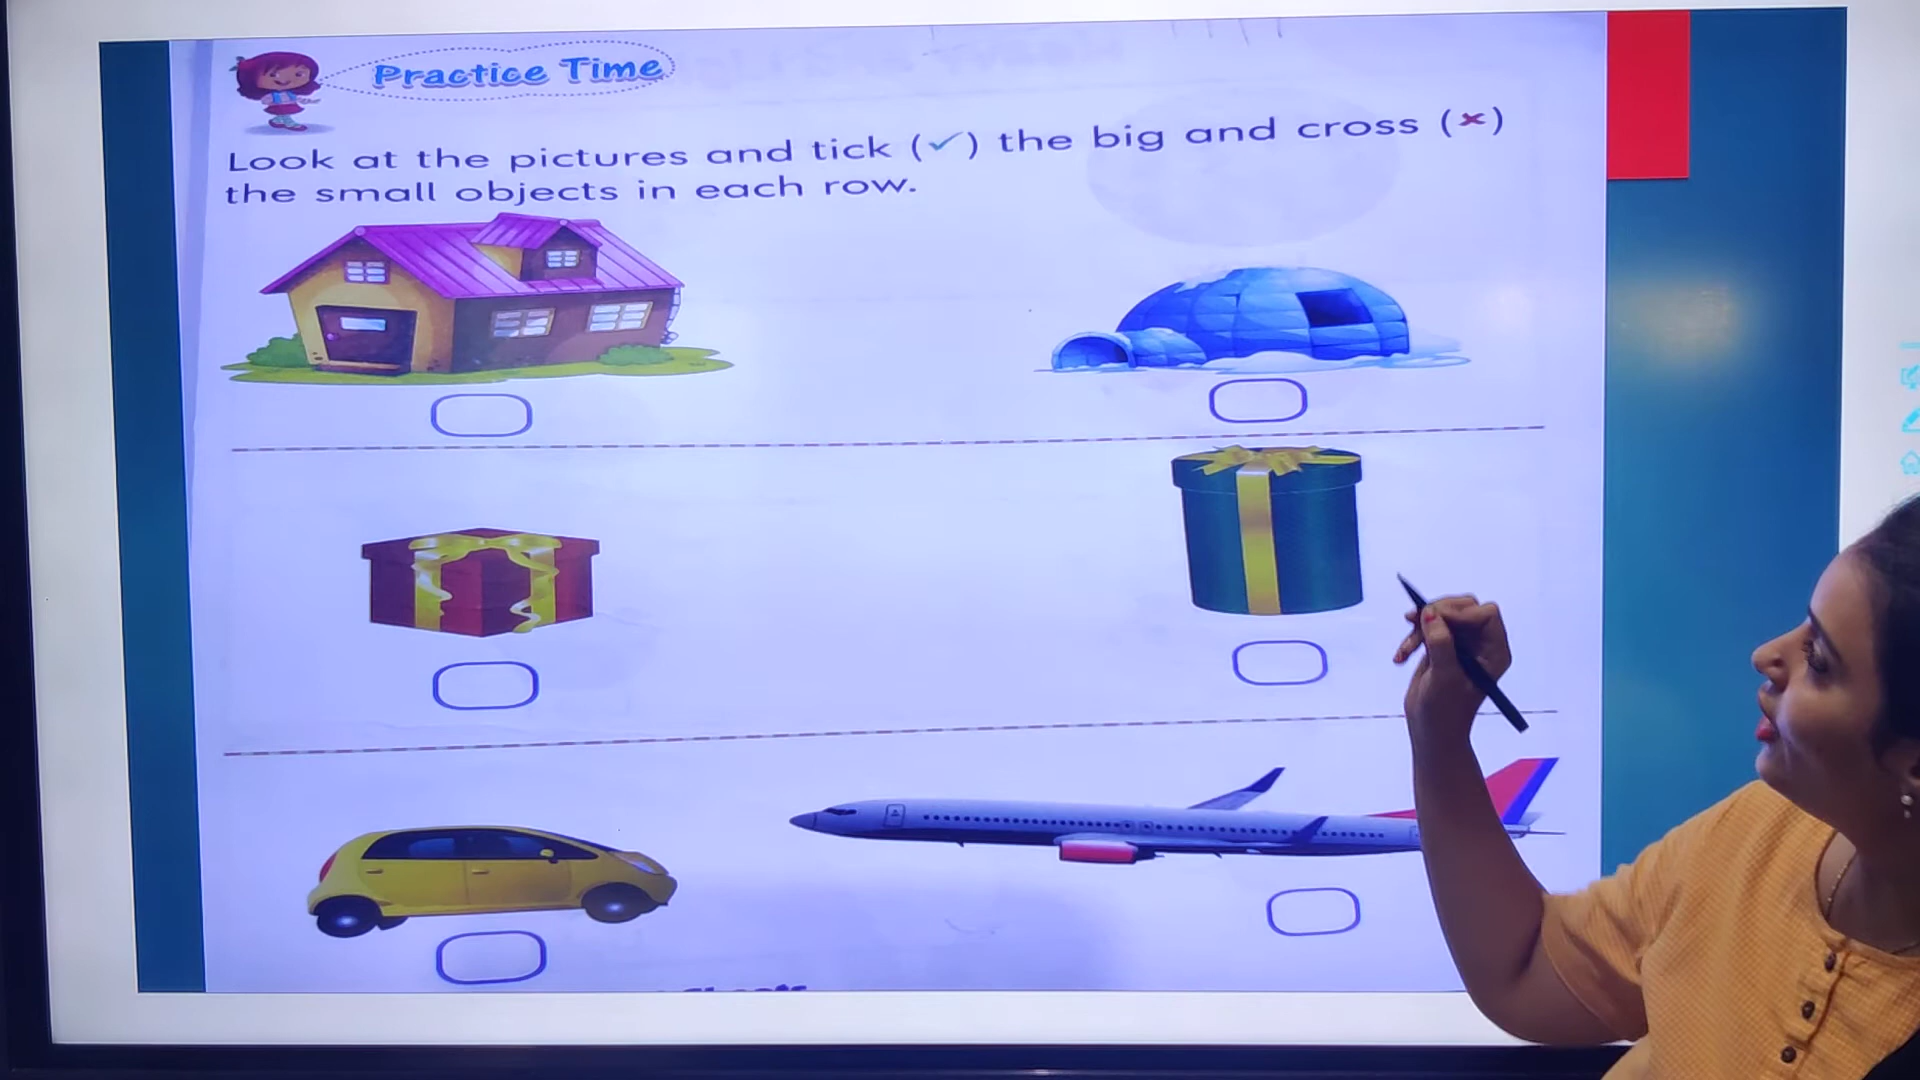 Practice Time
Look at the pictures and tick (✓) the big and cross (×)
the small objects in each row.